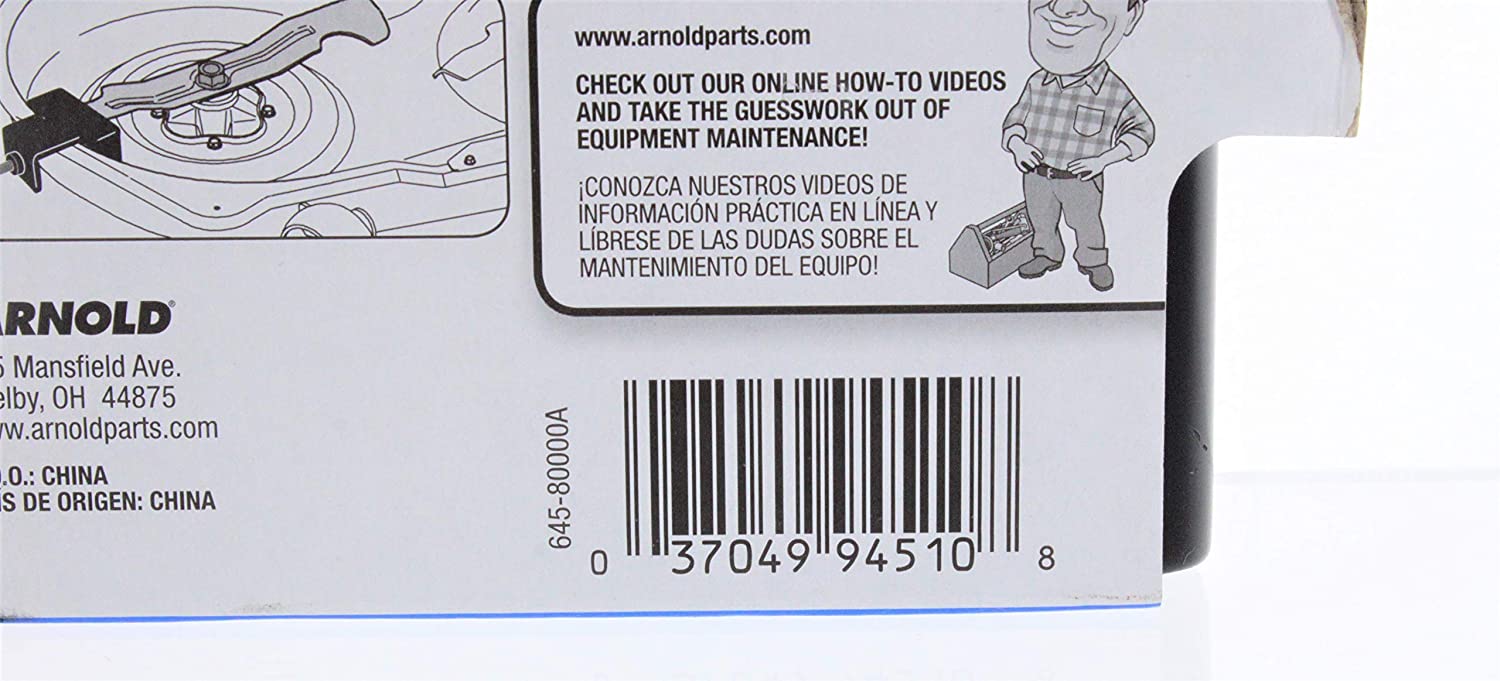 www.arnoldparts.com
CHECK OUT OUR ONLINE HOW-TO VIDEOS
AND TAKE THE GUESSWORK OUT OF
EQUIPMENT MAINTENANCE!
¡CONOZCA NUESTROS VIDEOS DE
INFORMACIÓN PRÁCTICA EN LÍNEA Y
LÍBRESE DE LAS DUDAS SOBRE EL
MANTENIMIENTO DEL EQUIPO!
ARNOLD®
Mansfield Ave.
OH 44875
.arnoldparts.com
CHINA
DE ORIGEN: CHINA
645-80000A
0 37049 94510 8